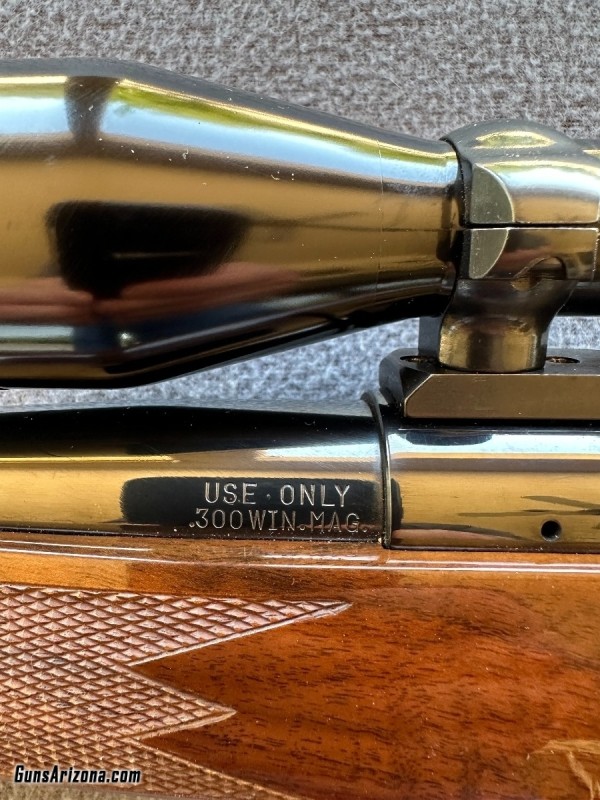 USE · ONLY
.300 WIN. MAG.
GunsArizona.com